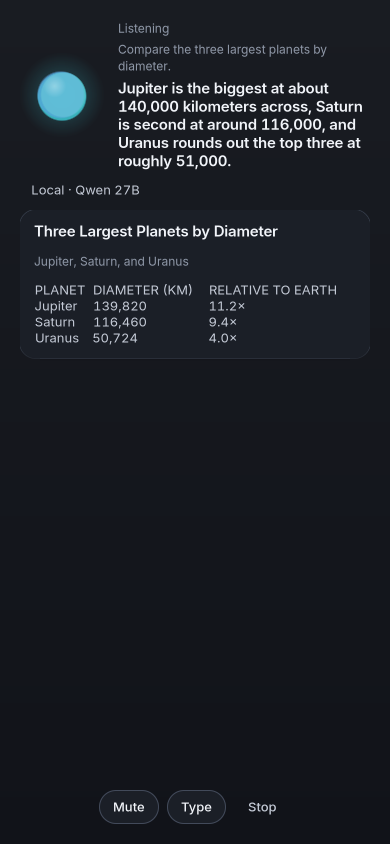 Listening
Compare the three largest planets by
diameter.
Jupiter is the biggest at about
140,000 kilometers across, Saturn
is second at around 116,000, and
Uranus rounds out the top three at
roughly 51,000.
Local · Qwen 27B
Three Largest Planets by Diameter
Jupiter, Saturn, and Uranus
PLANET DIAMETER (KM) RELATIVE TO EARTH
Jupiter 139,820 11.2×
Saturn 116,460 9.4×
Uranus 50,724 4.0×
Mute Type Stop